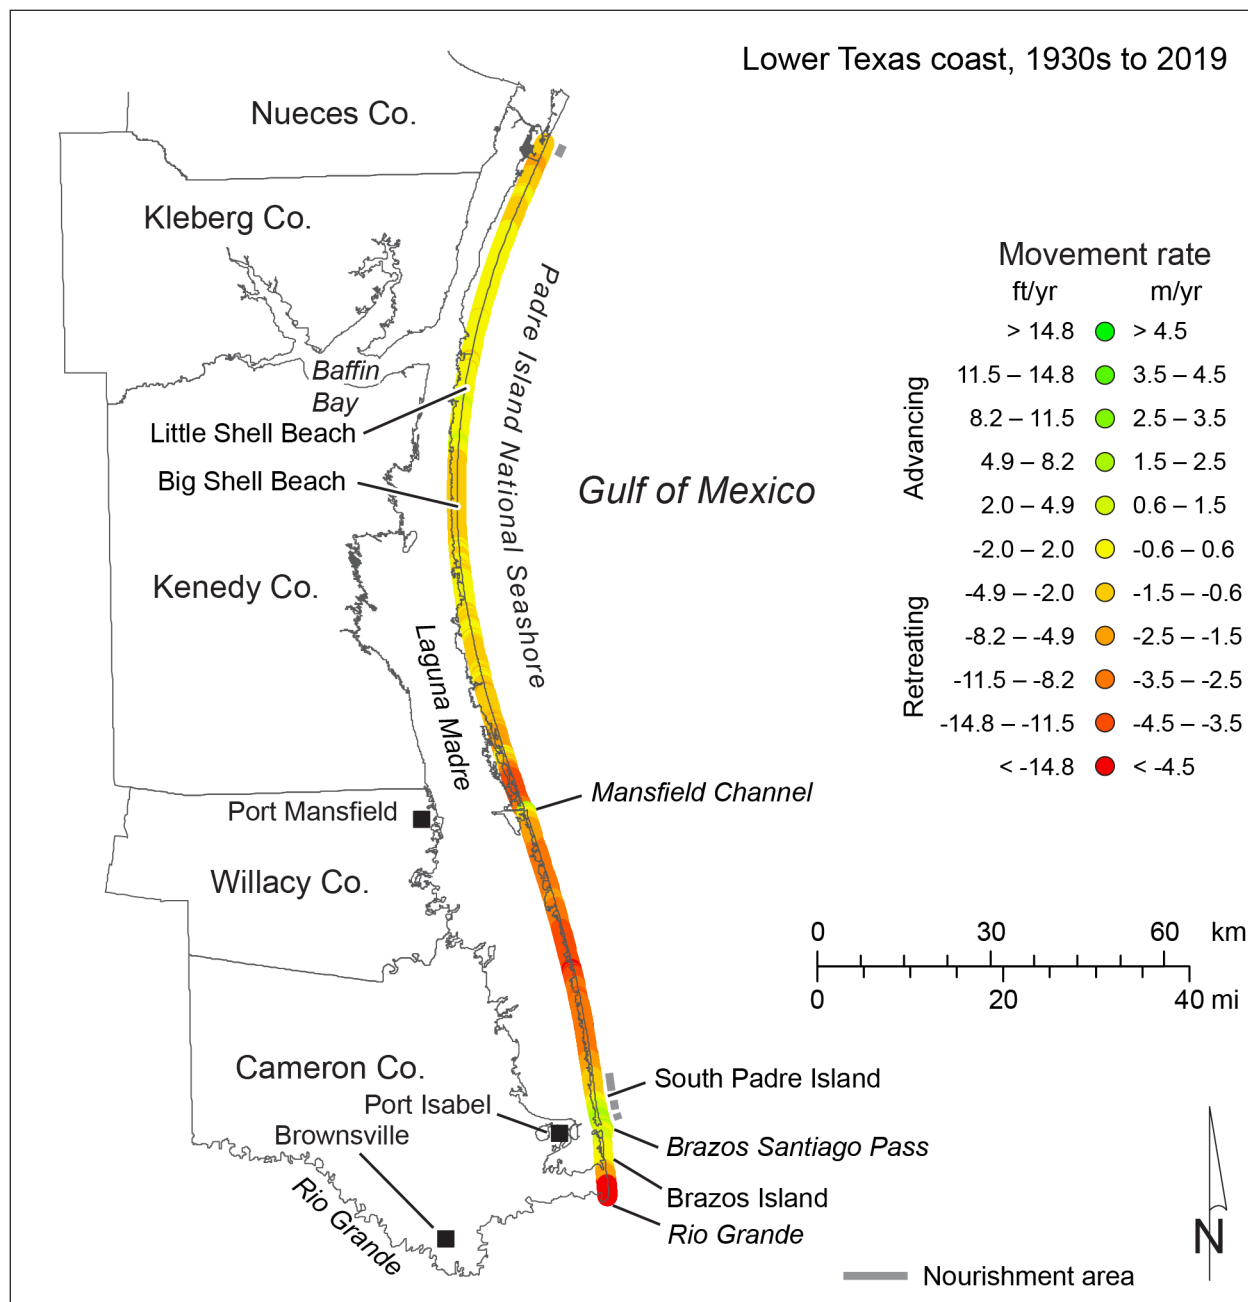 Lower Texas coast, 1930s to 2019
Nueces Co.
Kleberg Co.
Padre Island National Seashore
Baffin
Bay
Little Shell Beach
Big Shell Beach
Gulf of Mexico
Kenedy Co.
Laguna Madre
Mansfield Channel
Port Mansfield
Willacy Co.
Cameron Co.
South Padre Island
Port Isabel
Brownsville
Brazos Santiago Pass
Brazos Island
Rio Grande
Rio Grande
Movement rate
ft/yr m/yr
Advancing
Retreating
> 14.8 > 4.5
11.5 – 14.8 3.5 – 4.5
8.2 – 11.5 2.5 – 3.5
4.9 – 8.2 1.5 – 2.5
2.0 – 4.9 0.6 – 1.5
-2.0 – 2.0 -0.6 – 0.6
-4.9 – -2.0 -1.5 – -0.6
-8.2 – -4.9 -2.5 – -1.5
-11.5 – -8.2 -3.5 – -2.5
-14.8 – -11.5 -4.5 – -3.5
< -14.8 < -4.5
0 30 60 km
0 20 40 mi
N
Nourishment area